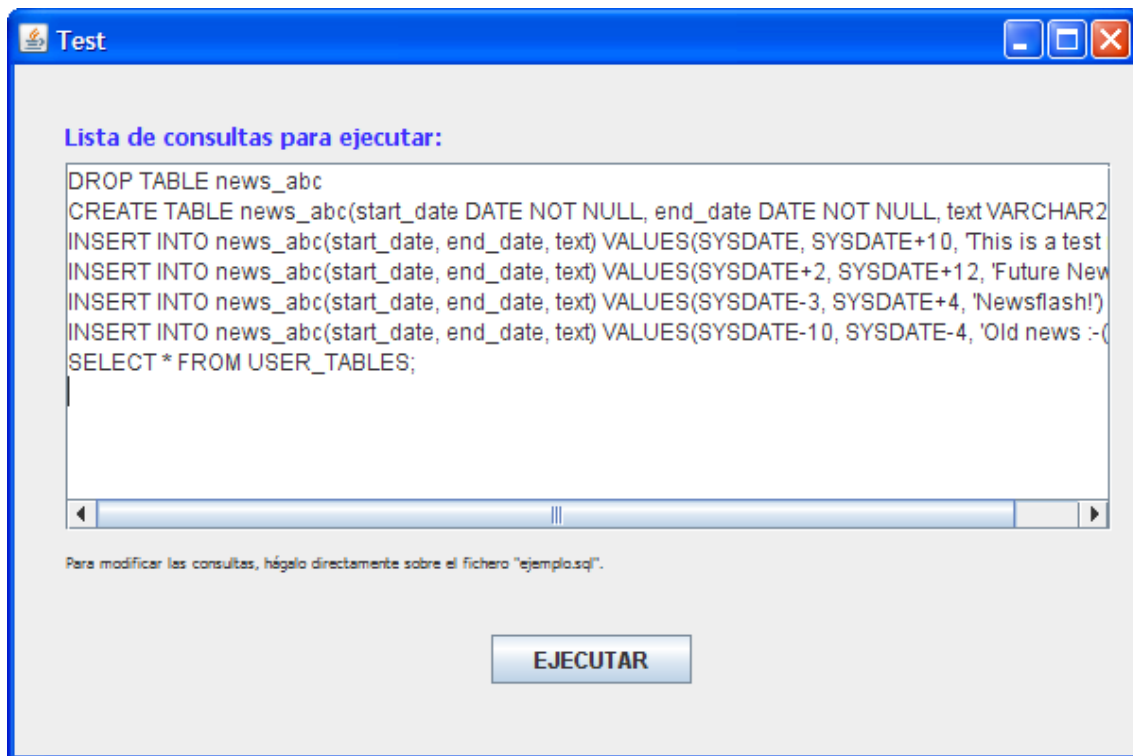 Test
Lista de consultas para ejecutar:
DROP TABLE news_abc
CREATE TABLE news_abc(start_date DATE NOT NULL, end_date DATE NOT NULL, text VARCHAR2
INSERT INTO news_abc(start_date, end_date, text) VALUES(SYSDATE, SYSDATE+10, 'This is a test
INSERT INTO news_abc(start_date, end_date, text) VALUES(SYSDATE+2, SYSDATE+12, 'Future New
INSERT INTO news_abc(start_date, end_date, text) VALUES(SYSDATE-3, SYSDATE+4, 'Newsflash!')
INSERT INTO news_abc(start_date, end_date, text) VALUES(SYSDATE-10, SYSDATE-4, 'Old news :-(
SELECT * FROM USER_TABLES;
Para modificar las consultas, hágalo directamente sobre el fichero "ejemplo.sql".
EJECUTAR